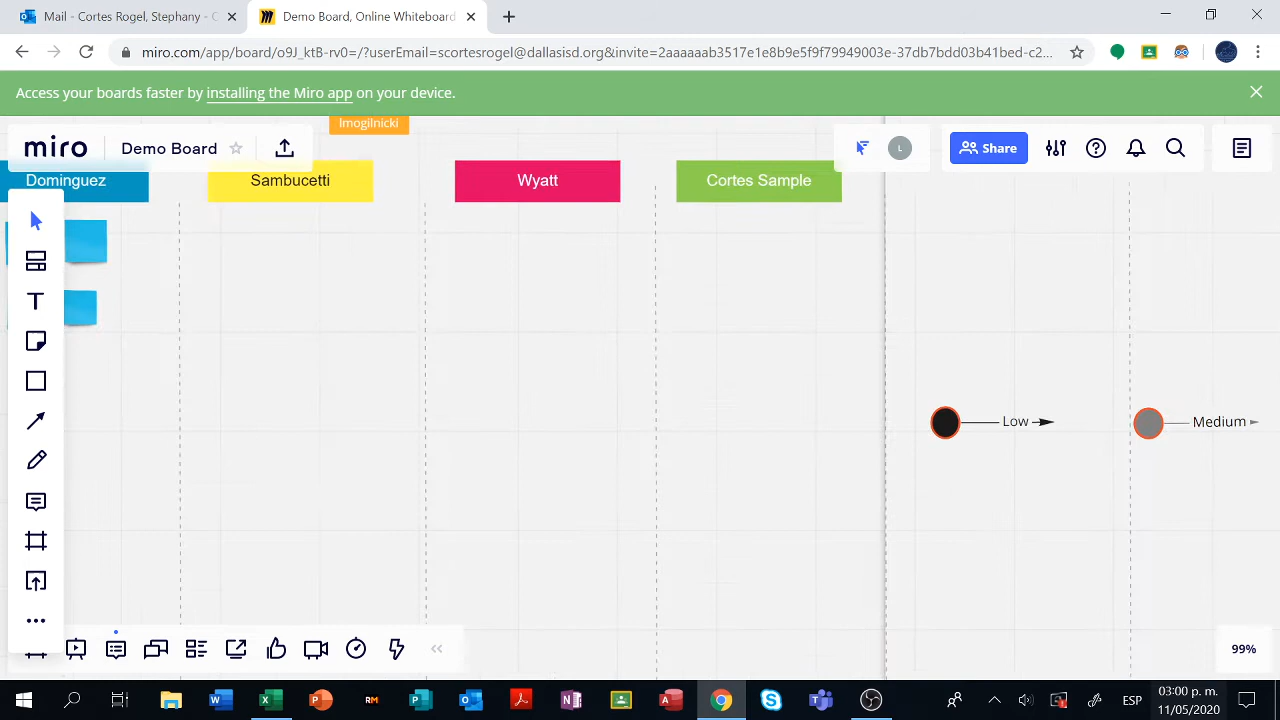 Mail - Cortes Rogel, Stephany - C
Demo Board, Online Whiteboard
miro.com/app/board/o9J_ktB-rv0=/?userEmail=scortesrogel@dallasisd.org&invite=2aaaaaab3517e1e8b9e5f9f79949003e-37db7bdd03b41bed-c2...
Access your boards faster by installing the Miro app on your device.
Imogilnicki
miro
Demo Board
L
Share
Dominguez
Sambucetti
Wyatt
Cortes Sample
Low
Medium
99%
ESP
03:00 p. m.
11/05/2020